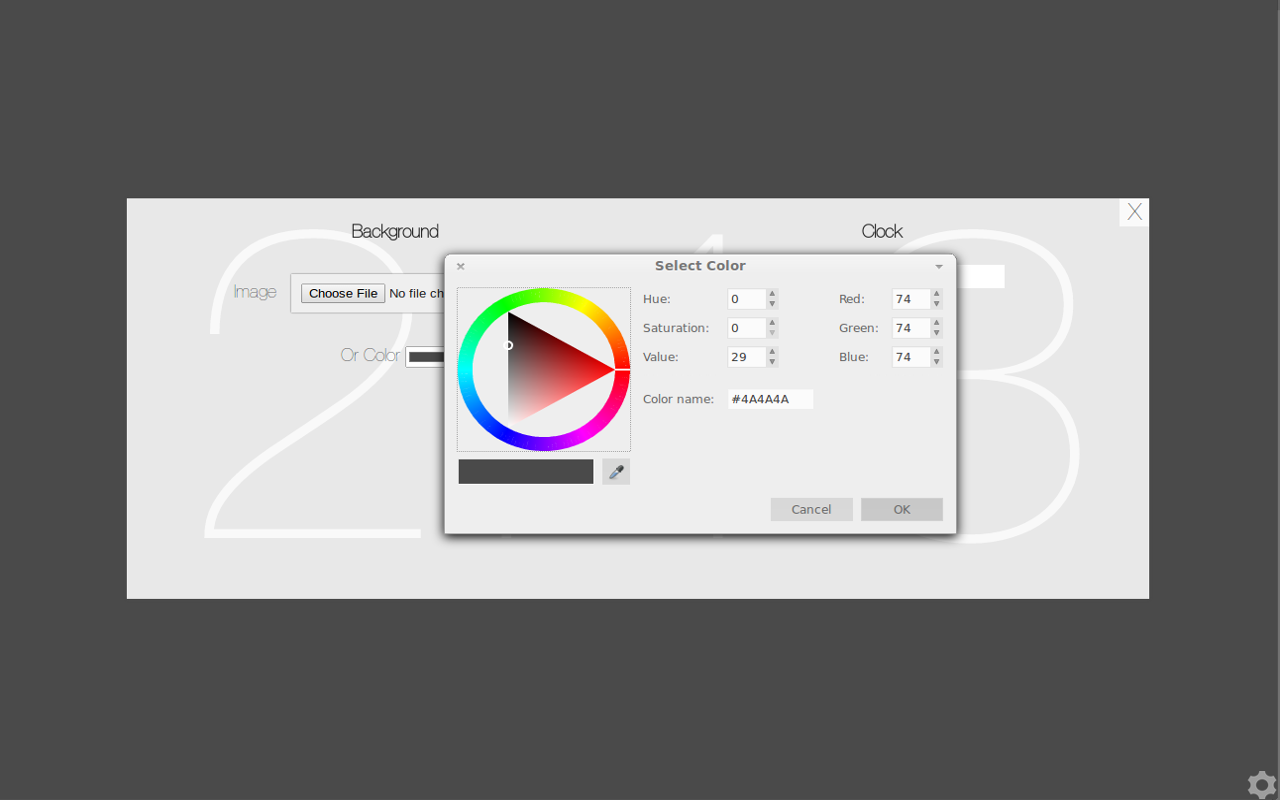 Background
Clock
X
Image
Choose File
No file ch
Or Color
Select Color
Hue: 0
Red: 74
Saturation: 0
Green: 74
Value: 29
Blue: 74
Color name: #4A4A4A
Cancel
OK